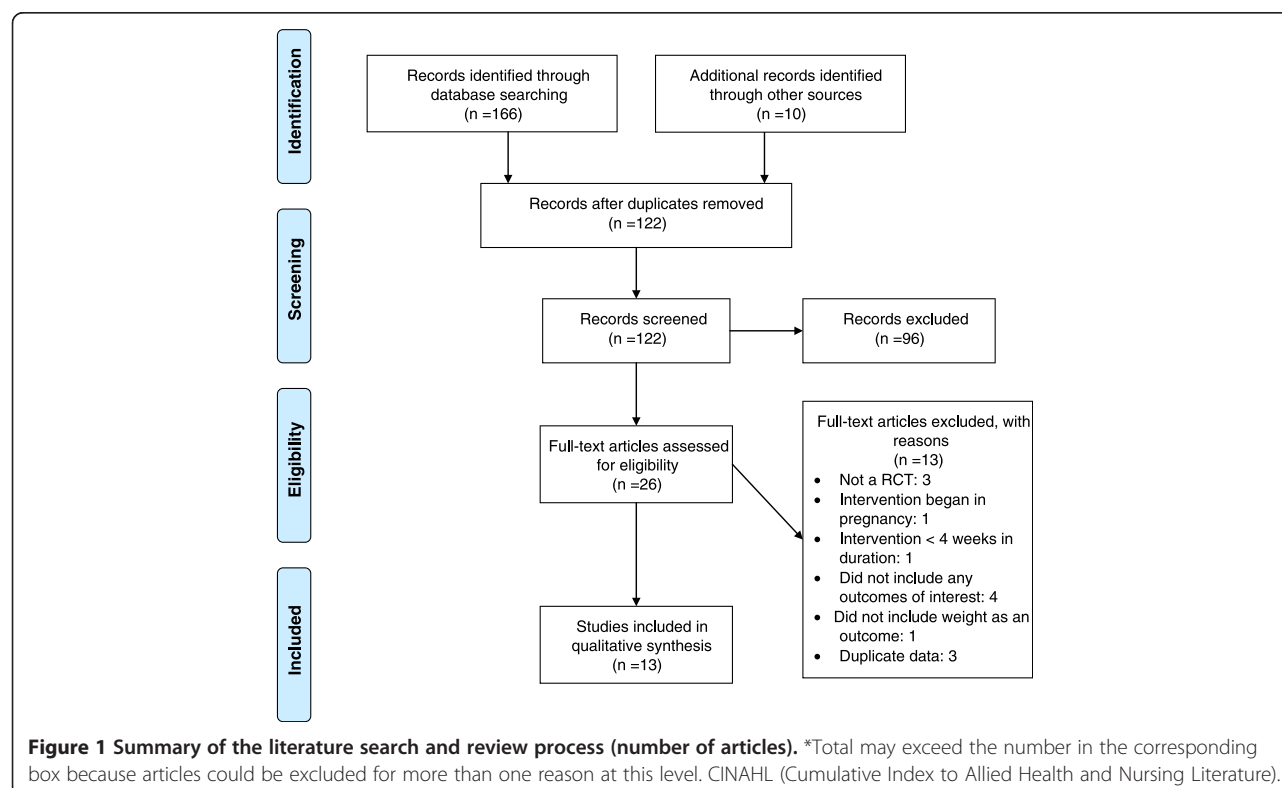 Identification
Records identified through
database searching
(n =166)
Additional records identified
through other sources
(n =10)
Records after duplicates removed
(n =122)
Screening
Records screened
(n =122)
Records excluded
(n =96)
Eligibility
Full-text articles assessed
for eligibility
(n =26)
Full-text articles excluded, with
reasons
(n =13)
• Not a RCT: 3
• Intervention began in
pregnancy: 1
• Intervention < 4 weeks in
duration: 1
• Did not include any
outcomes of interest: 4
• Did not include weight as an
outcome: 1
• Duplicate data: 3
Included
Studies included in
qualitative synthesis
(n =13)
Figure 1 Summary of the literature search and review process (number of articles). *Total may exceed the number in the corresponding
box because articles could be excluded for more than one reason at this level. CINAHL (Cumulative Index to Allied Health and Nursing Literature).